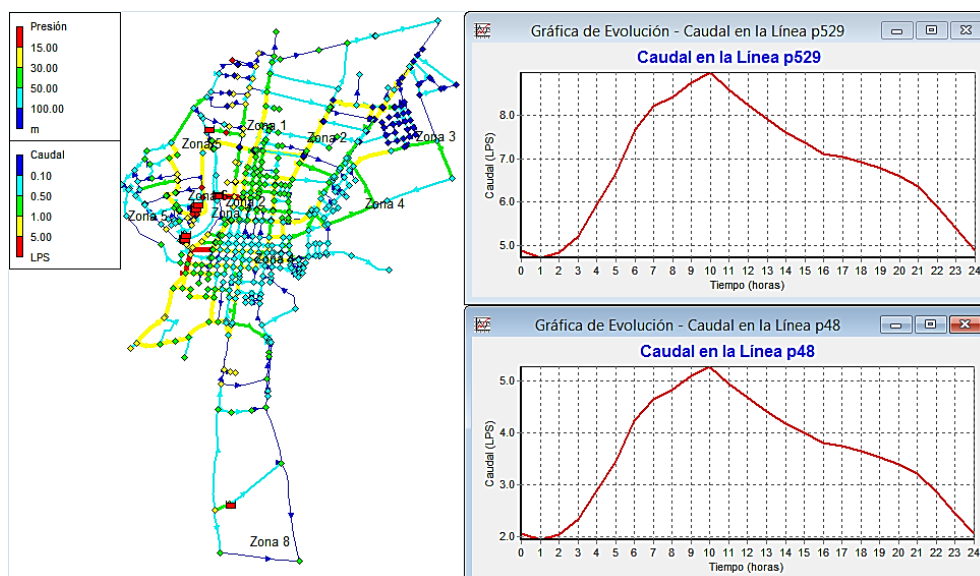 Presión
15.00
30.00
50.00
100.00
m
Caudal
0.10
0.50
1.00
5.00
LPS
Zona 1
Zona 2
Zona 3
Zona 5
Zona 2
Zona 5
Zona 4
Zona 8
Gráfica de Evolución - Caudal en la Línea p529
Caudal en la Línea p529
Caudal (LPS)
8.0
7.0
6.0
5.0
0 1 2 3 4 5 6 7 8 9 10 11 12 13 14 15 16 17 18 19 20 21 22 23 24
Tiempo (horas)
Gráfica de Evolución - Caudal en la Línea p48
Caudal en la Línea p48
Caudal (LPS)
5.0
4.0
3.0
2.0
0 1 2 3 4 5 6 7 8 9 10 11 12 13 14 15 16 17 18 19 20 21 22 23 24
Tiempo (horas)